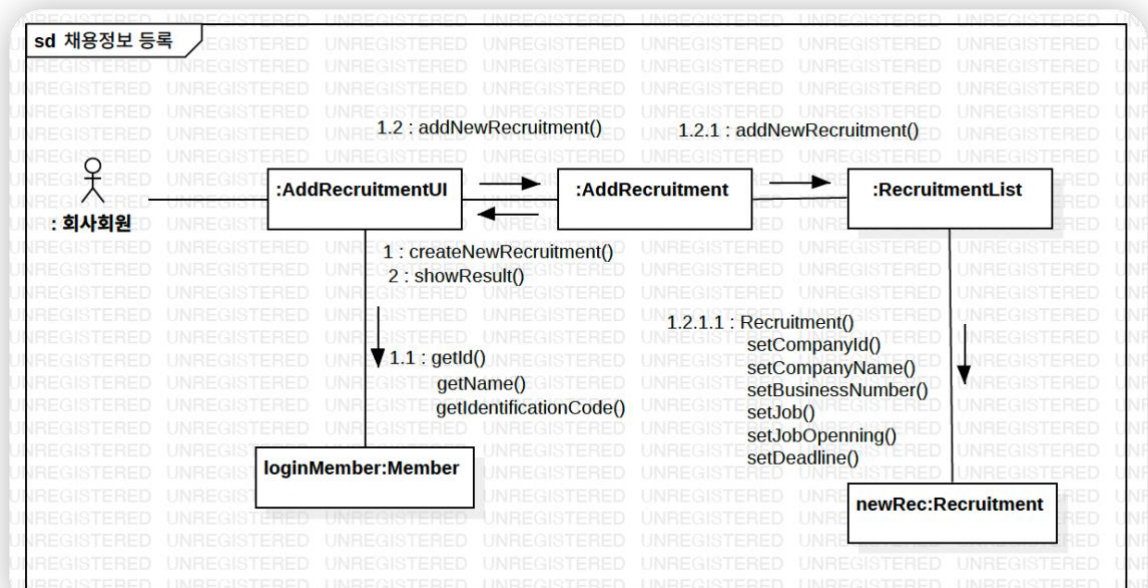 sd 채용정보 등록
1.2 : addNewRecruitment()
1.2.1 : addNewRecruitment()
:AddRecruitmentUI
:AddRecruitment
:RecruitmentList
: 회사회원
1 : createNewRecruitment()
2 : showResult()
1.2.1.1 : Recruitment()
setCompanyId()
setCompanyName()
setBusinessNumber()
setJob()
setJobOpenning()
setDeadline()
1.1 : getId()
getName()
getIdentificationCode()
loginMember:Member
newRec:Recruitment
UNREGISTERED